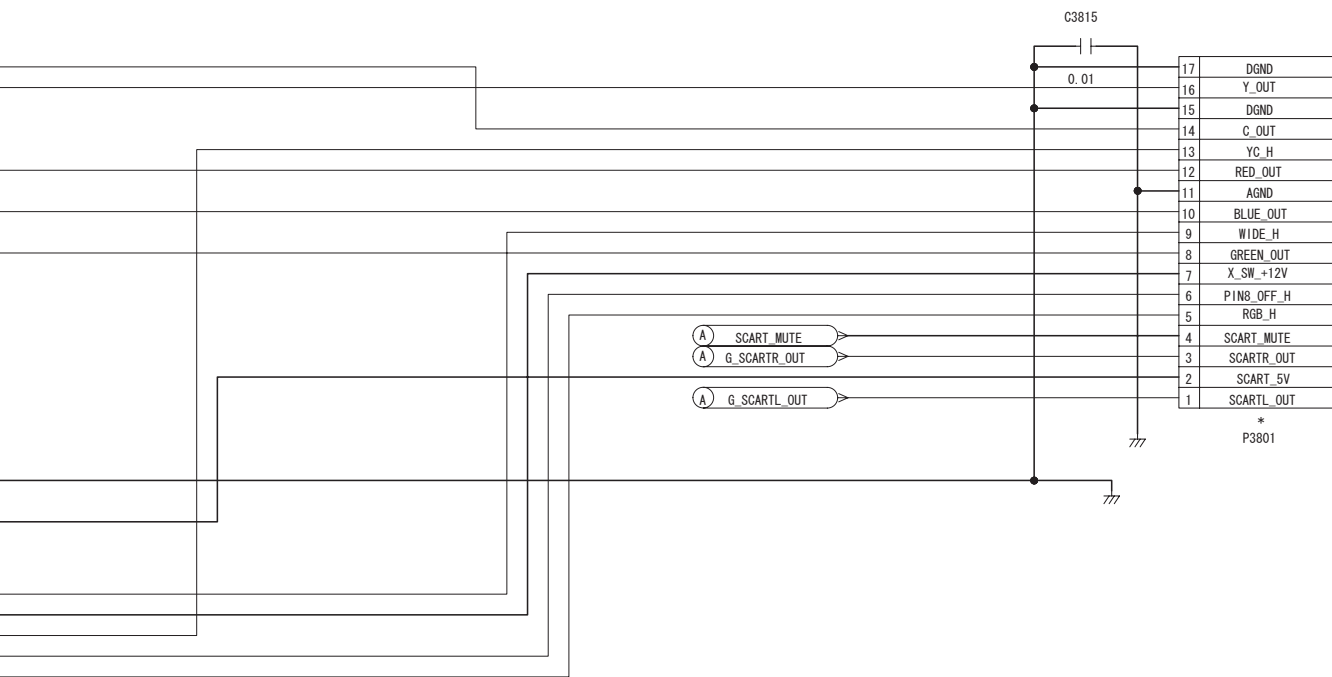 C3815
0.01
17 DGND
16 Y_OUT
15 DGND
14 C_OUT
13 YC_H
12 RED_OUT
11 AGND
10 BLUE_OUT
9 WIDE_H
8 GREEN_OUT
7 X_SW_+12V
6 PIN8_OFF_H
5 RGB_H
A SCART_MUTE
4 SCART_MUTE
A G_SCARTR_OUT
3 SCARTR_OUT
2 SCART_5V
A G_SCARTL_OUT
1 SCARTL_OUT
*
P3801